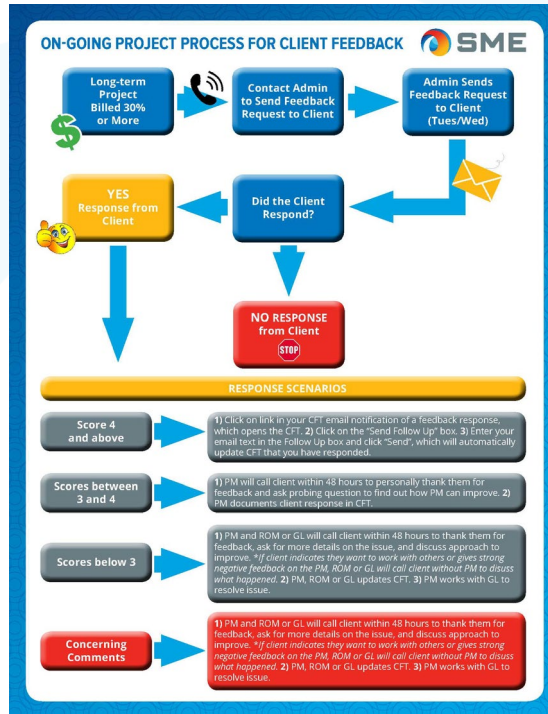 ON-GOING PROJECT PROCESS FOR CLIENT FEEDBACK
SME
Long-term
Project
Billed 30%
or More
Contact Admin
to Send Feedback
Request to Client
Admin Sends
Feedback Request
to Client
(Tues/Wed)
YES
Response from
Client
Did the Client
Respond?
NO RESPONSE
from Client
STOP
RESPONSE SCENARIOS
Score 4
and above
1) Click on link in your CFT email notification of a feedback response,
which opens the CFT. 2) Click on the “Send Follow Up” box. 3) Enter your
email text in the Follow Up box and click “Send”, which will automatically
update CFT that you have responded.
Scores between
3 and 4
1) PM will call client within 48 hours to personally thank them for
feedback and ask probing question to find out how PM can improve. 2)
PM documents client response in CFT.
Scores below 3
1) PM and ROM or GL will call client within 48 hours to thank them for
feedback, ask for more details on the issue, and discuss approach to
improve. *If client indicates they want to work with others or gives strong
negative feedback on the PM, ROM or GL will call client without PM to disuss
what happened. 2) PM, ROM or GL updates CFT. 3) PM works with GL to
resolve issue.
Concerning
Comments
1) PM and ROM or GL will call client within 48 hours to thank them for
feedback, ask for more details on the issue, and discuss approach to
improve. *If client indicates they want to work with others or gives strong
negative feedback on the PM, ROM or GL will call client without PM to disuss
what happened. 2) PM, ROM or GL updates CFT. 3) PM works with GL to
resolve issue.